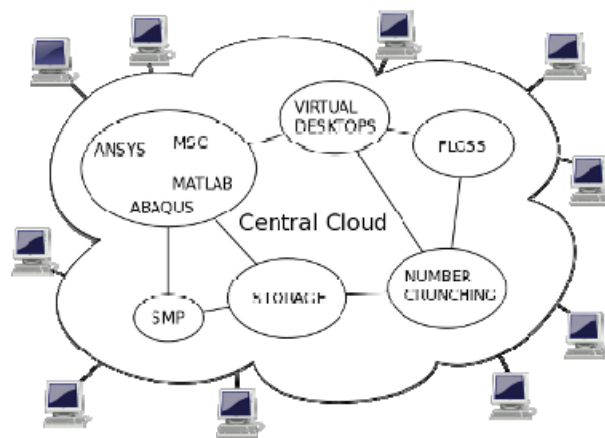 VIRTUAL
DESKTOPS
ANSYS
MSC
FLOSS
MATLAB
ABAQUS
Central Cloud
NUMBER
CRUNCHING
STORAGE
SMP